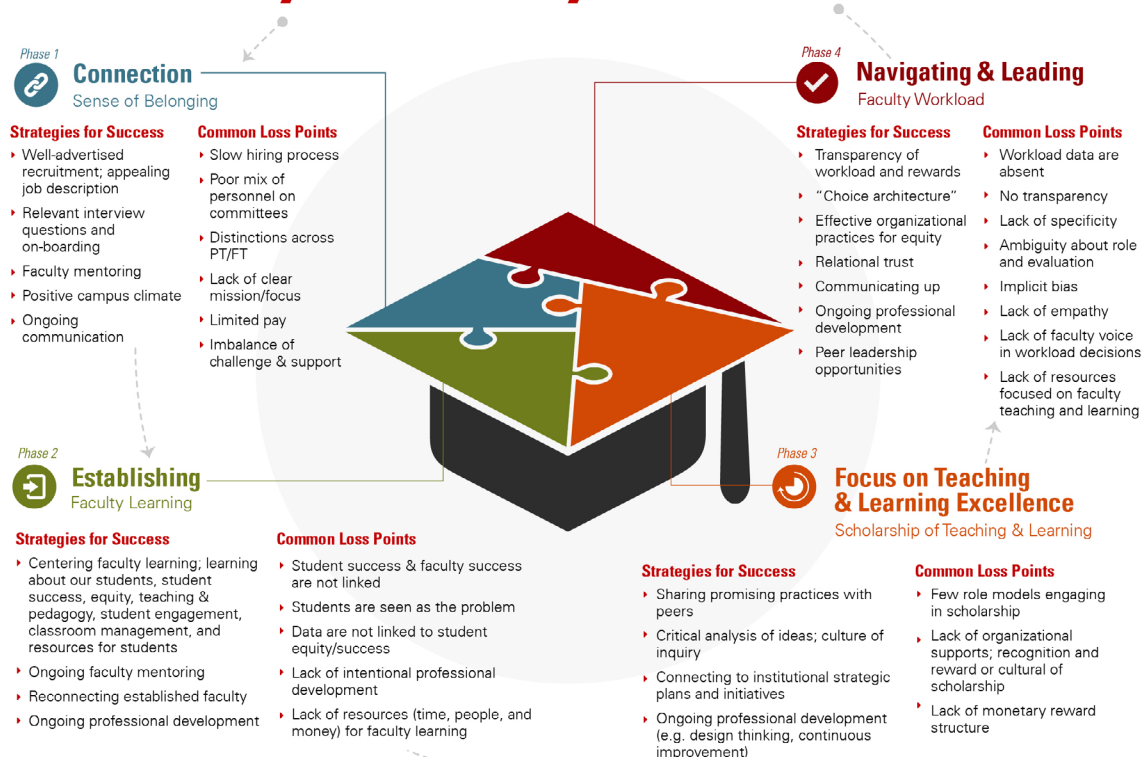 Phase 1
Connection
Sense of Belonging
Strategies for Success
Well-advertised
recruitment; appealing
job description
Relevant interview
questions and
on-boarding
Faculty mentoring
Positive campus climate
Ongoing
communication
Common Loss Points
Slow hiring process
Poor mix of
personnel on
committees
Distinctions across
PT/FT
Lack of clear
mission/focus
Limited pay
Imbalance of
challenge & support
Phase 4
Navigating & Leading
Faculty Workload
Strategies for Success
Transparency of
workload and rewards
“Choice architecture”
Effective organizational
practices for equity
Relational trust
Communicating up
Ongoing professional
development
Peer leadership
opportunities
Common Loss Points
Workload data are
absent
No transparency
Lack of specificity
Ambiguity about role
and evaluation
Implicit bias
Lack of empathy
Lack of faculty voice
in workload decisions
Lack of resources
focused on faculty
teaching and learning
Phase 2
Establishing
Faculty Learning
Strategies for Success
Centering faculty learning; learning
about our students, student
success, equity, teaching &
pedagogy, student engagement,
classroom management, and
resources for students
Ongoing faculty mentoring
Reconnecting established faculty
Ongoing professional development
Common Loss Points
Student success & faculty success
are not linked
Students are seen as the problem
Data are not linked to student
equity/success
Lack of intentional professional
development
Lack of resources (time, people, and
money) for faculty learning
Phase 3
Focus on Teaching
& Learning Excellence
Scholarship of Teaching & Learning
Strategies for Success
Sharing promising practices with
peers
Critical analysis of ideas; culture of
inquiry
Connecting to institutional strategic
plans and initiatives
Ongoing professional development
(e.g. design thinking, continuous
improvement)
Common Loss Points
Few role models engaging
in scholarship
Lack of organizational
supports; recognition and
reward or cultural of
scholarship
Lack of monetary reward
structure